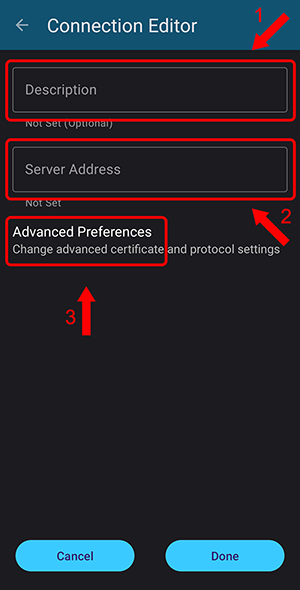 Connection Editor
1
Description
Not Set (Optional)
Server Address
Not Set
2
Advanced Preferences
Change advanced certificate and protocol settings
3
Cancel
Done